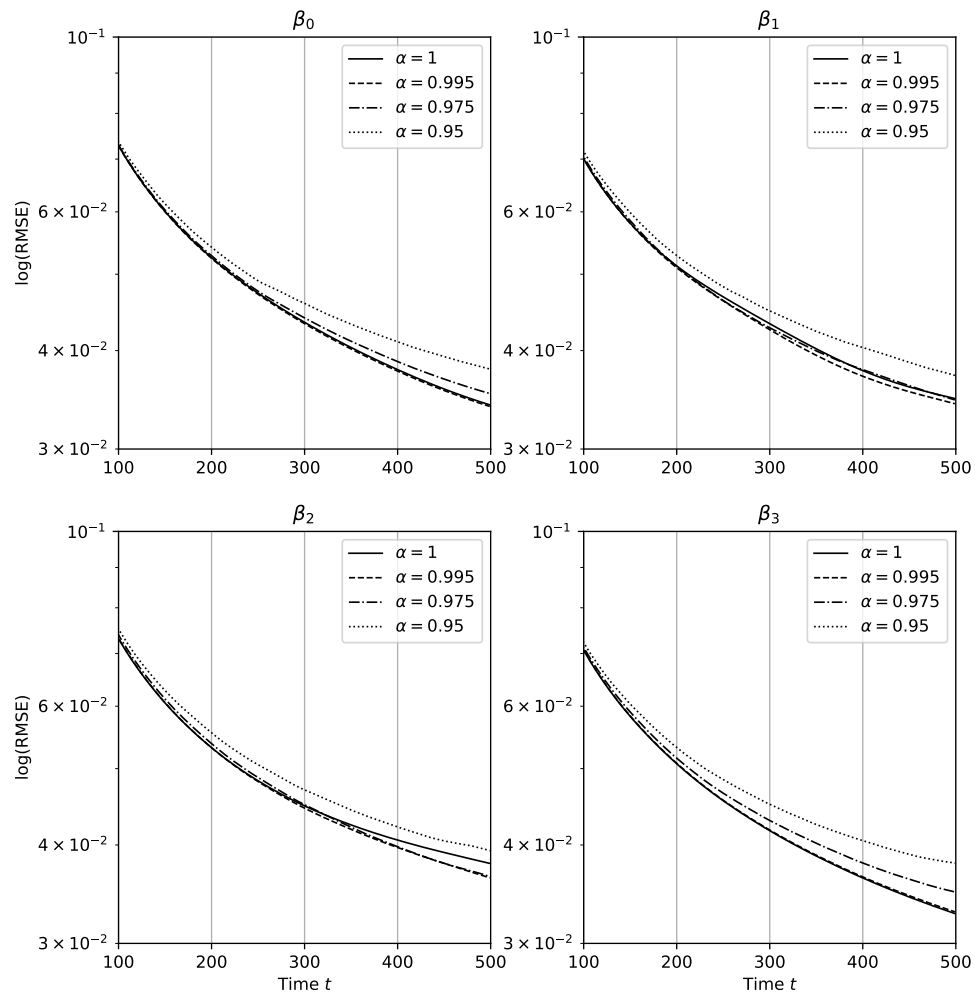 β₀
10⁻¹
6 × 10⁻²
4 × 10⁻²
3 × 10⁻²
log(RMSE)
100 200 300 400 500
α = 1
α = 0.995
α = 0.975
α = 0.95
β₁
10⁻¹
6 × 10⁻²
4 × 10⁻²
3 × 10⁻²
100 200 300 400 500
α = 1
α = 0.995
α = 0.975
α = 0.95
β₂
10⁻¹
6 × 10⁻²
4 × 10⁻²
3 × 10⁻²
log(RMSE)
100 200 300 400 500
Time t
α = 1
α = 0.995
α = 0.975
α = 0.95
β₃
10⁻¹
6 × 10⁻²
4 × 10⁻²
3 × 10⁻²
100 200 300 400 500
Time t
α = 1
α = 0.995
α = 0.975
α = 0.95